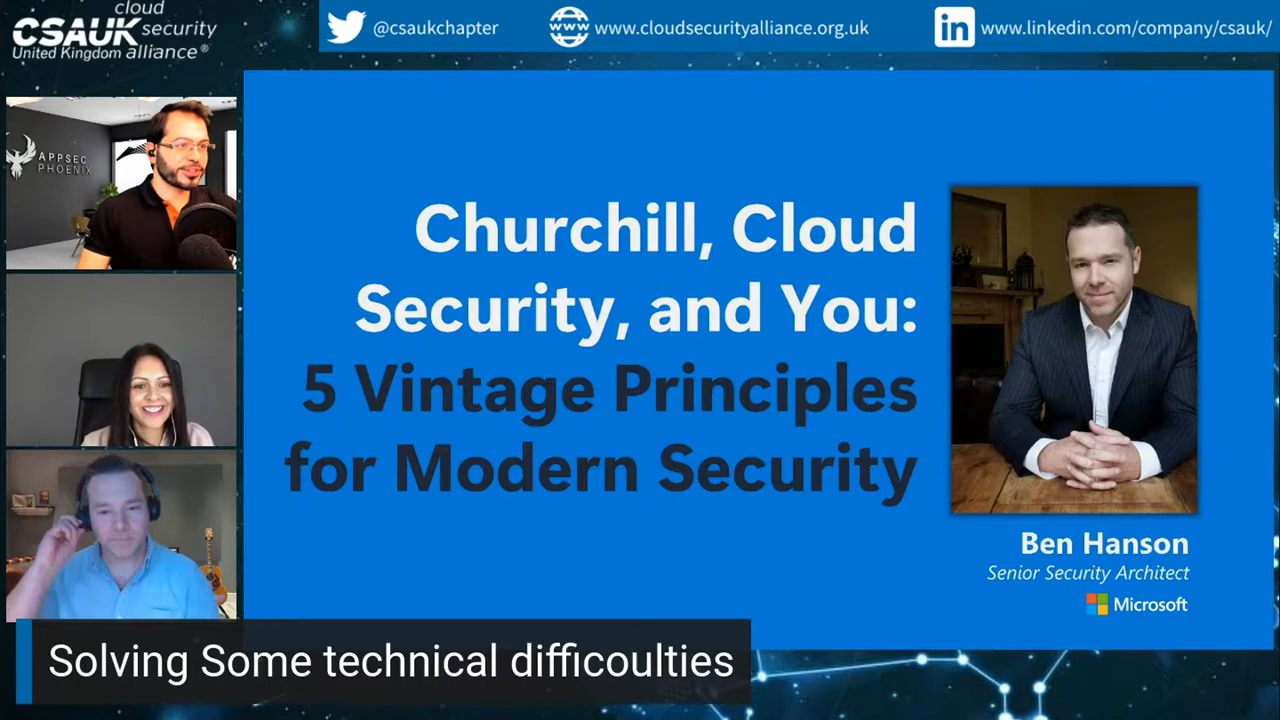 cloud
CSAUK security
United Kingdom alliance®
@csaukchapter
www.cloudsecurityalliance.org.uk
www.linkedin.com/company/csauk/
APPSEC
PHOENIX
Churchill, Cloud
Security, and You:
5 Vintage Principles
for Modern Security
Ben Hanson
Senior Security Architect
Microsoft
Solving Some technical difficoulties